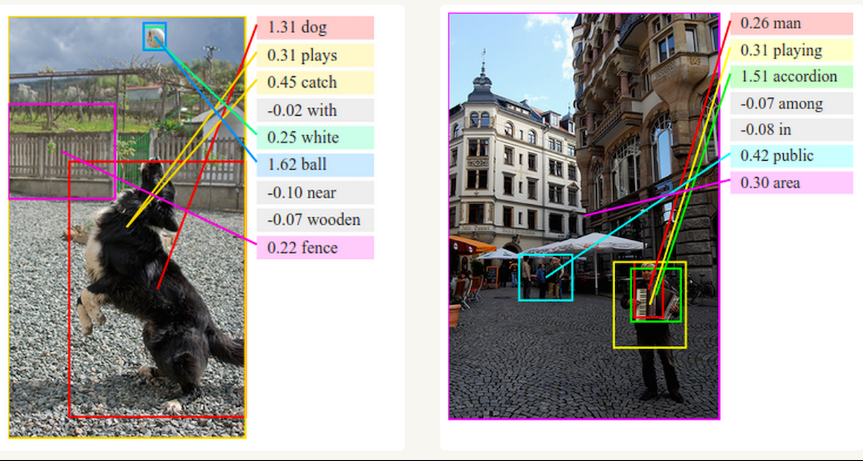 1.31 dog
0.31 plays
0.45 catch
-0.02 with
0.25 white
1.62 ball
-0.10 near
-0.07 wooden
0.22 fence
0.26 man
0.31 playing
1.51 accordion
-0.07 among
-0.08 in
0.42 public
0.30 area